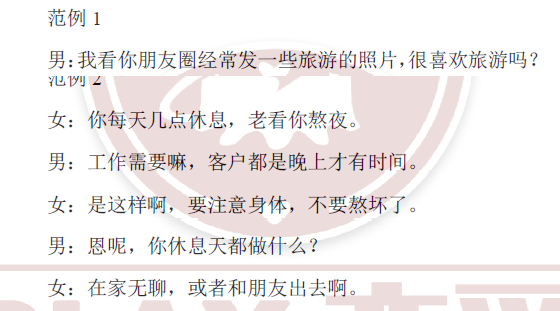 范例 1
男：我看你朋友圈经常发一些旅游的照片，很喜欢旅游吗？
范例 2
女：你每天几点休息，老看你熬夜。
男：工作需要嘛，客户都是晚上才有时间。
女：是这样啊，要注意身体，不要熬坏了。
男：恩呢，你休息天都做什么？
女：在家无聊，或者和朋友出去啊。